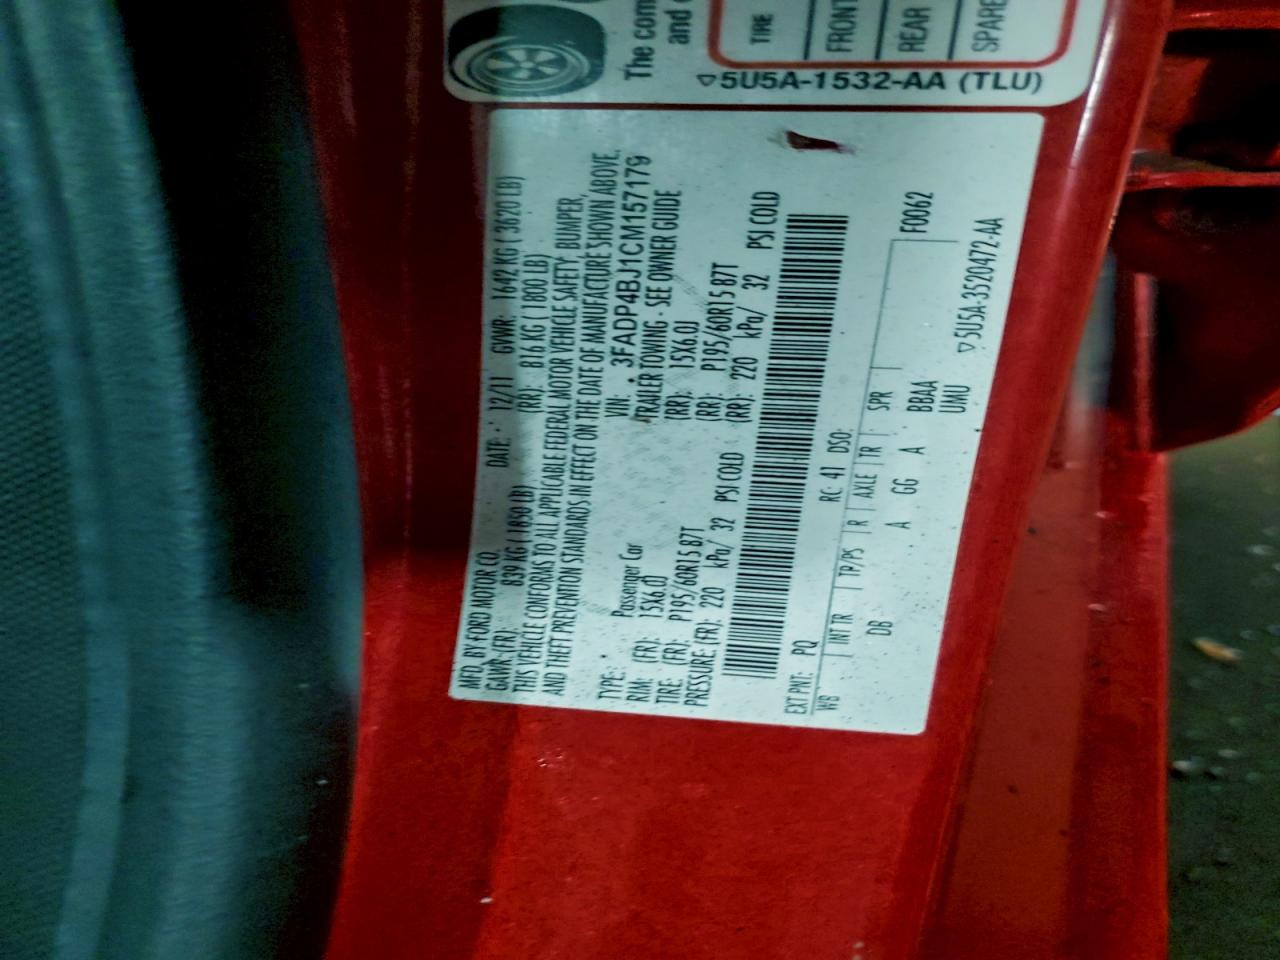 The com
and
TIRE
FRONT
REAR
SPARE
5U5A-1532-AA (TLU)
MFD. BY FORD MOTOR CO. DATE: 12/11 GVWR: 1642 KG ( 3620 LB)
GAWR: (FR): 839 KG ( 1850 LB) (RR): 816 KG ( 1800 LB)
THIS VEHICLE CONFORMS TO ALL APPLICABLE FEDERAL MOTOR VEHICLE SAFETY, BUMPER,
AND THEFT PREVENTION STANDARDS IN EFFECT ON THE DATE OF MANUFACTURE SHOWN ABOVE.
VIN: 3FADP4BJ1CM157179
TYPE: Passenger Car TRAILER TOWING - SEE OWNER GUIDE
RIM: (FR): 15X6.0J (RR): 15X6.0J
TIRE: (FR): P195/60R15 87T (RR): P195/60R15 87T
PRESSURE (FR): 220 kPa/ 32 PSI COLD (RR): 220 kPa/ 32 PSI COLD
EXT PNT: PQ RC: 41 DSO:
WB INT TR TP/PS R AXLE TR SPR F0062
DB A GG A BBAA
UMU
5U5A-3520472-AA